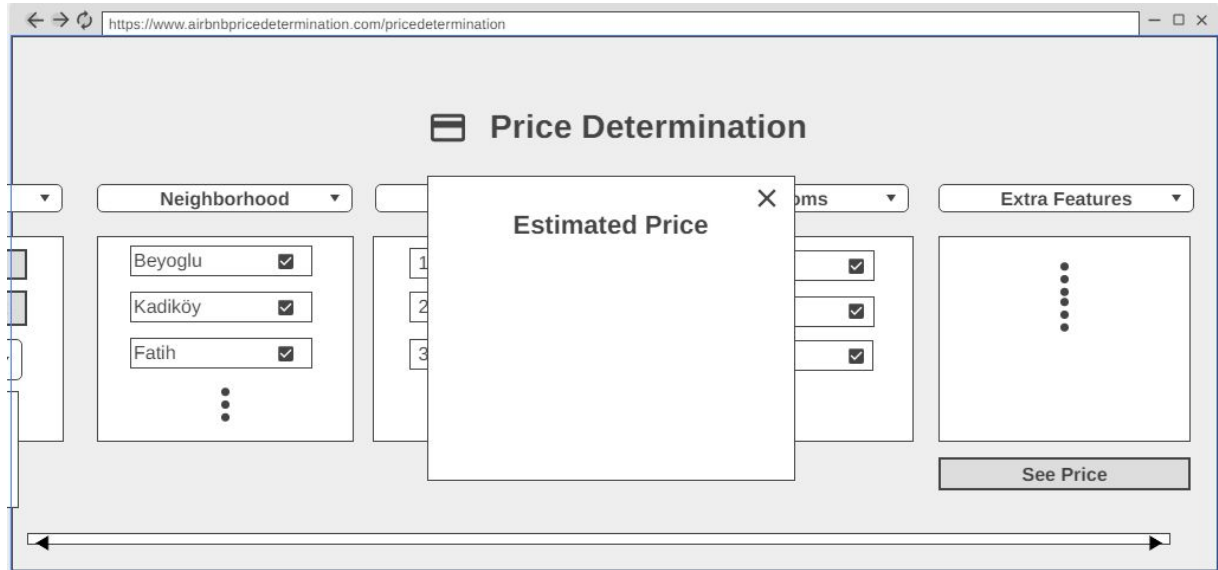 https://www.airbnbpricedetermination.com/pricedetermination
Price Determination
Neighborhood
oms
Extra Features
Estimated Price
Beyoglu
1
Kadiköy
2
Fatih
3
See Price